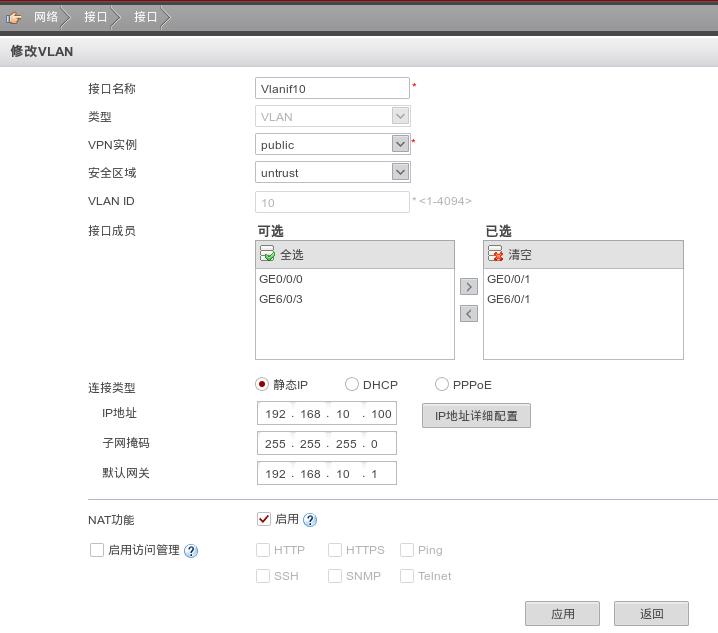 网络 接口 接口
修改VLAN
接口名称 Vlanif10 *
类型 VLAN
VPN实例 public *
安全区域 untrust
VLAN ID 10 * <1-4094>
接口成员 可选 已选
全选 清空
GE0/0/0 GE0/0/1
GE6/0/3 GE6/0/1
连接类型 静态IP DHCP PPPoE
IP地址 192 . 168 . 10 . 100 IP地址详细配置
子网掩码 255 . 255 . 255 . 0
默认网关 192 . 168 . 10 . 1
NAT功能 启用 ?
启用访问管理 ? HTTP HTTPS Ping
SSH SNMP Telnet
应用 返回